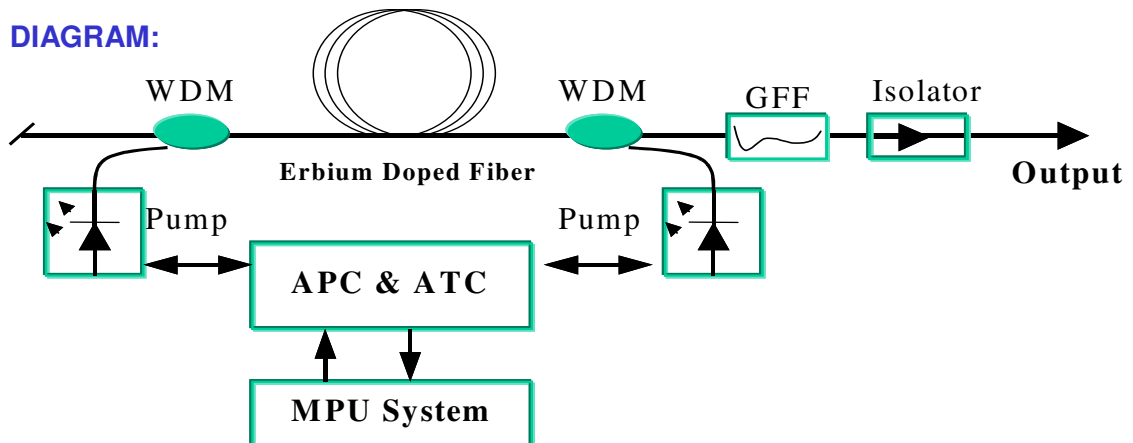 DIAGRAM:
WDM
WDM
GFF
Isolator
Erbium Doped Fiber
Output
Pump
Pump
APC & ATC
MPU System